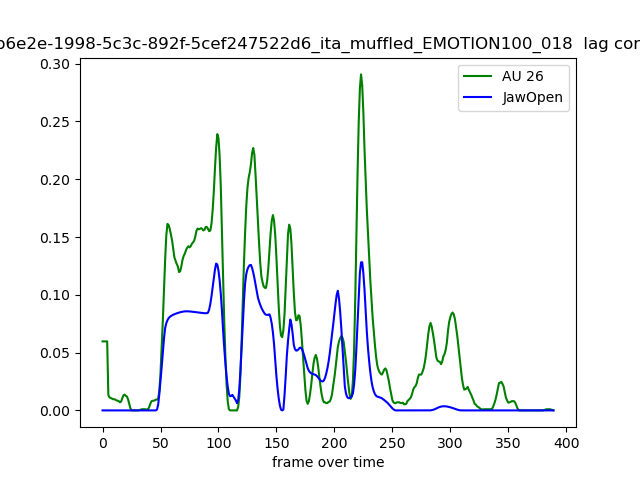 b6e2e-1998-5c3c-892f-5cef247522d6_ita_muffled_EMOTION100_018 lag cor
0.30
0.25
0.20
0.15
0.10
0.05
0.00
AU 26
JawOpen
0 50 100 150 200 250 300 350 400
frame over time